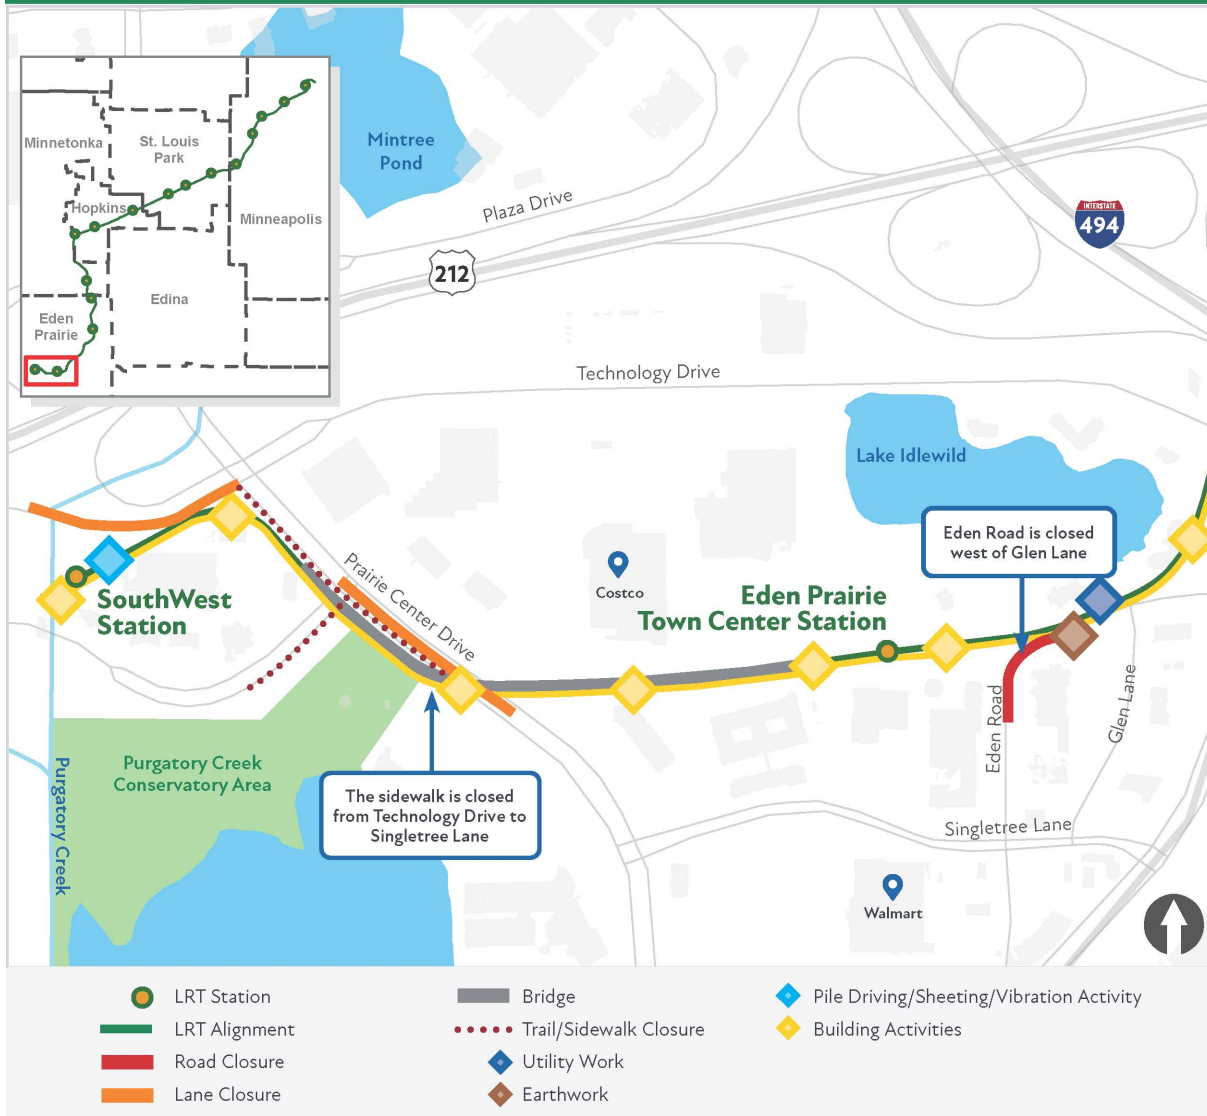 Mintree
Pond
Plaza Drive
INTERSTATE
494
212
Minnetonka
St. Louis
Park
Hopkins
Minneapolis
Edina
Eden
Prairie
Technology Drive
Lake Idlewild
Eden Road is closed
west of Glen Lane
Prairie Center Drive
Costco
Eden Prairie
Town Center Station
SouthWest
Station
Eden Road
Glen Lane
Purgatory Creek
Conservatory Area
Purgatory Creek
The sidewalk is closed
from Technology Drive to
Singletree Lane
Singletree Lane
Walmart
LRT Station
LRT Alignment
Road Closure
Lane Closure
Bridge
Trail/Sidewalk Closure
Utility Work
Earthwork
Pile Driving/Sheeting/Vibration Activity
Building Activities